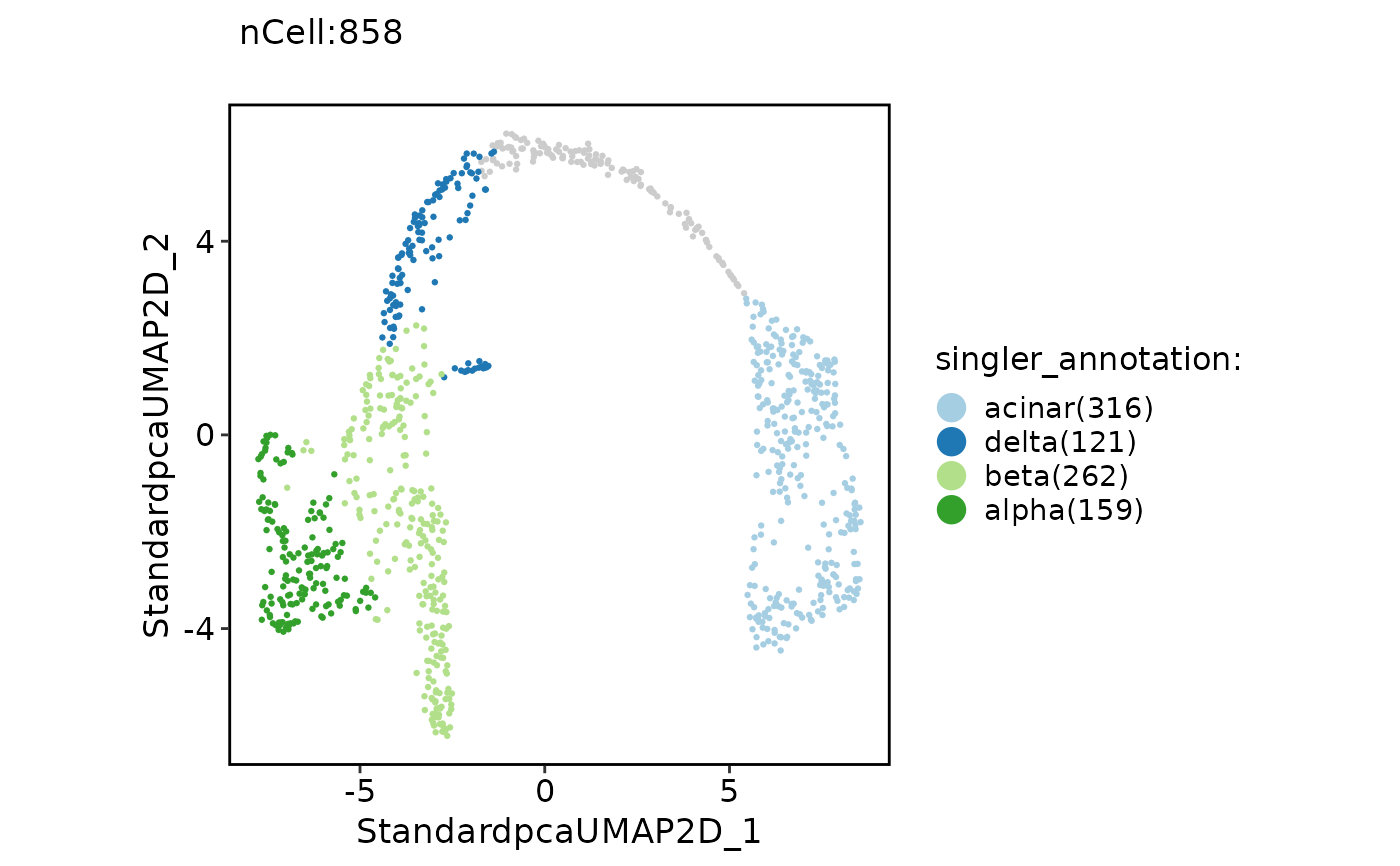 nCell:858
StandardpcaUMAP2D_2
4
0
-4
-5 0 5
StandardpcaUMAP2D_1
singler_annotation:
acinar(316)
delta(121)
beta(262)
alpha(159)